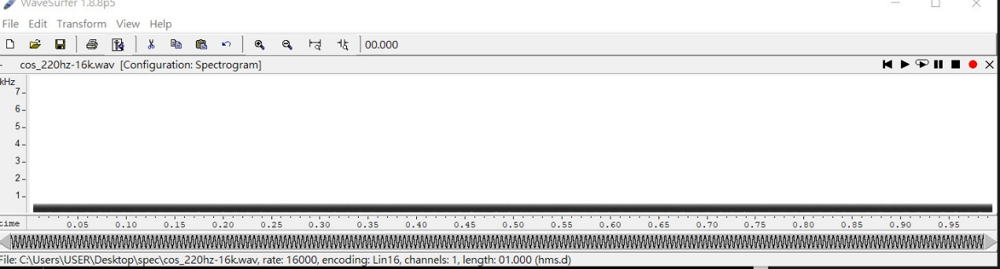 WaveSurfer 1.8.8p5
File Edit Transform View Help
00.000
cos_220hz-16k.wav [Configuration: Spectrogram]
kHz
7
6
5
4
3
2
1
time 0.05 0.10 0.15 0.20 0.25 0.30 0.35 0.40 0.45 0.50 0.55 0.60 0.65 0.70 0.75 0.80 0.85 0.90 0.95
File: C:\Users\USER\Desktop\spec\cos_220hz-16k.wav, rate: 16000, encoding: Lin16, channels: 1, length: 01.000 (hms.d)